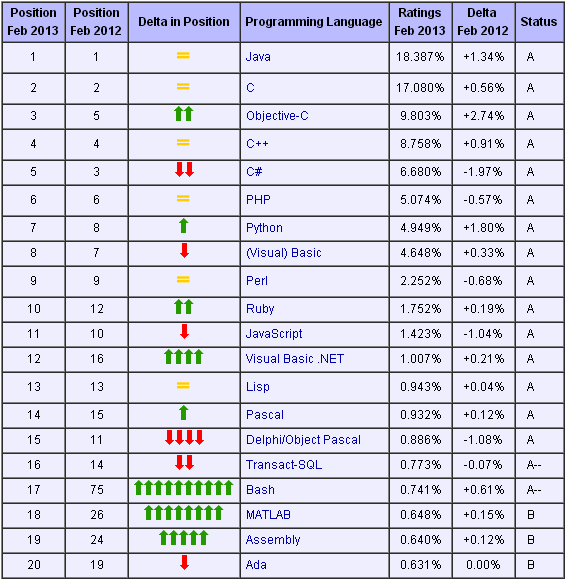 Position Feb 2013 Position Feb 2012 Delta in Position Programming Language Ratings Feb 2013 Delta Feb 2012 Status
1 1 = Java 18.387% +1.34% A
2 2 = C 17.080% +0.56% A
3 5 Objective-C 9.803% +2.74% A
4 4 = C++ 8.758% +0.91% A
5 3 C# 6.680% -1.97% A
6 6 = PHP 5.074% -0.57% A
7 8 Python 4.949% +1.80% A
8 7 (Visual) Basic 4.648% +0.33% A
9 9 = Perl 2.252% -0.68% A
10 12 Ruby 1.752% +0.19% A
11 10 JavaScript 1.423% -1.04% A
12 16 Visual Basic .NET 1.007% +0.21% A
13 13 = Lisp 0.943% +0.04% A
14 15 Pascal 0.932% +0.12% A
15 11 Delphi/Object Pascal 0.886% -1.08% A
16 14 Transact-SQL 0.773% -0.07% A--
17 75 Bash 0.741% +0.61% A--
18 26 MATLAB 0.648% +0.15% B
19 24 Assembly 0.640% +0.12% B
20 19 Ada 0.631% 0.00% B